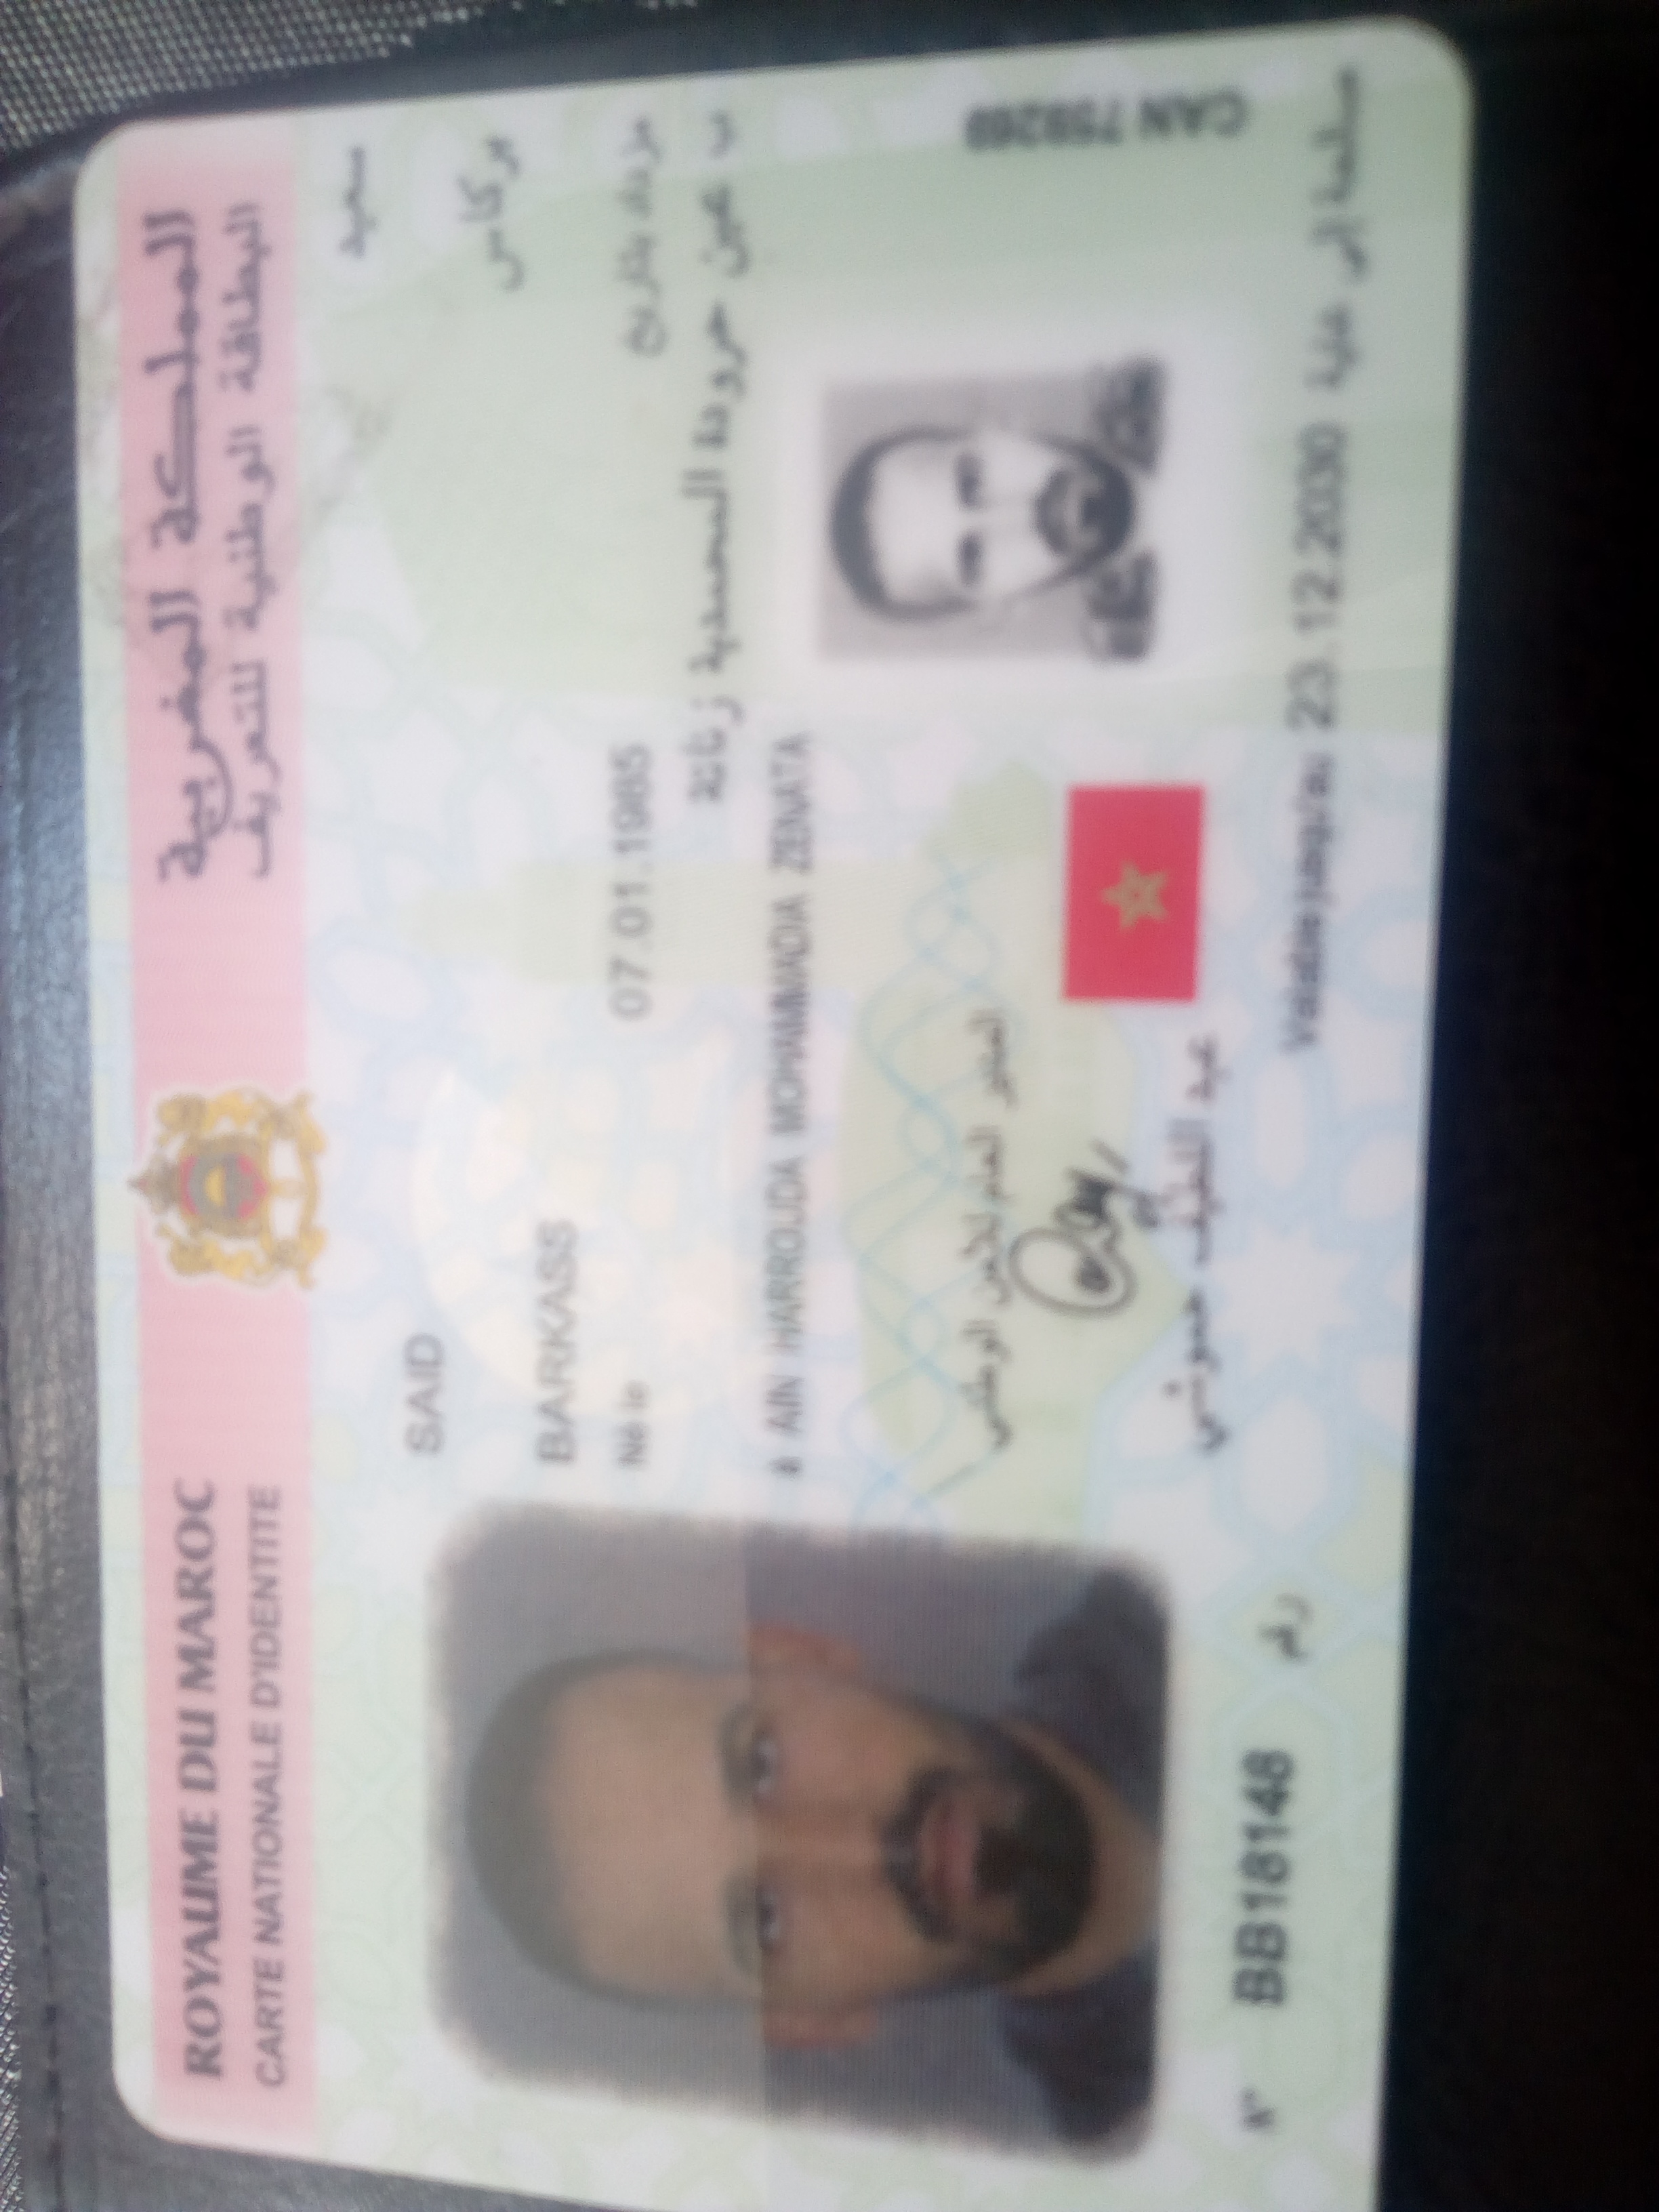 ROYAUME DU MAROC
المملكة المغربية
CARTE NATIONALE D'IDENTITE
البطاقة الوطنية للتعريف
سعيد
SAID
بركاس
BARKASS
Né le 07.01.1985 مزداد بتاريخ
ب عين حرودة المحمدية زناتة
à AIN HARROUDA MOHAMMADIA ZENATA
المدير العام للأمن الوطني
عبد اللطيف حموشي
CAN 759269
N° BB18148 رقم
Valable jusqu'au 23.12.2030 صالحة إلى غاية